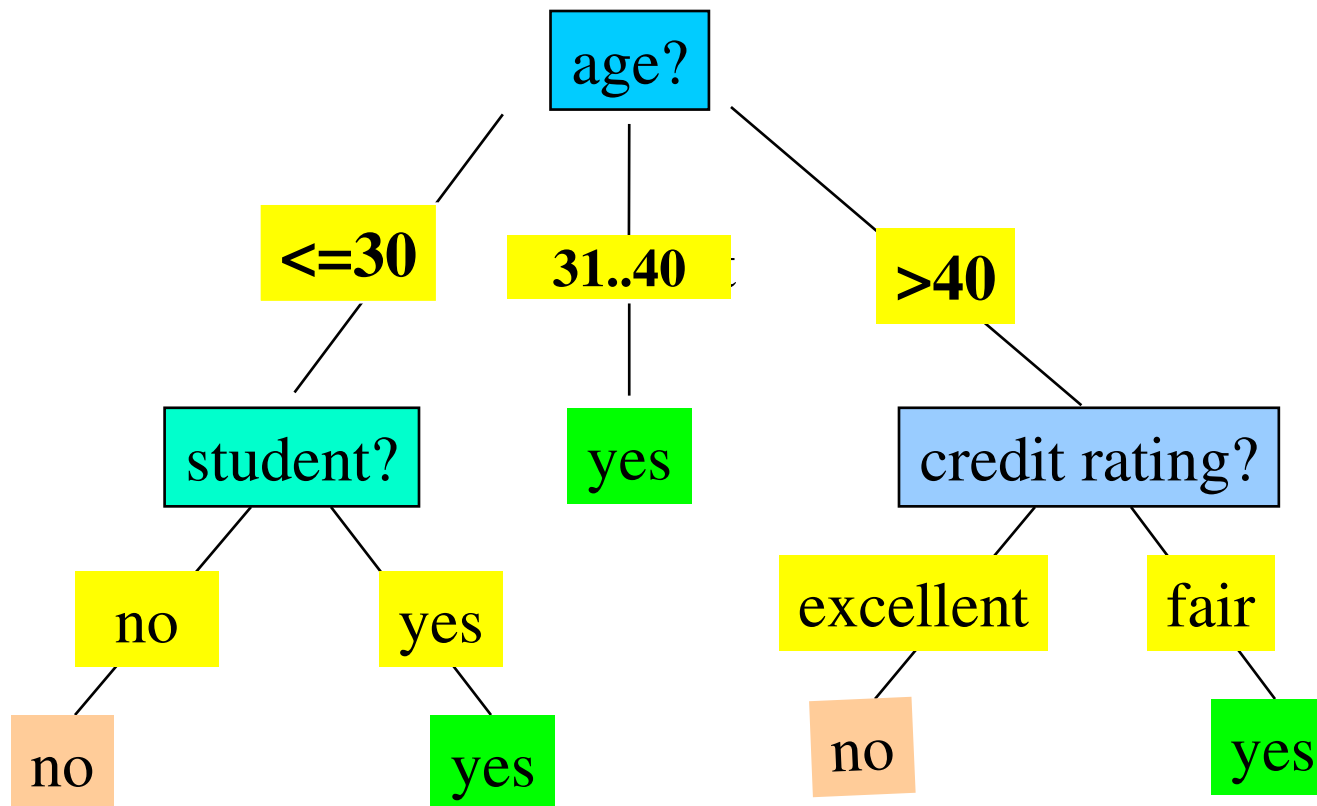 age?
<=30
31..40
>40
student?
yes
credit rating?
no
yes
excellent
fair
no
yes
no
yes